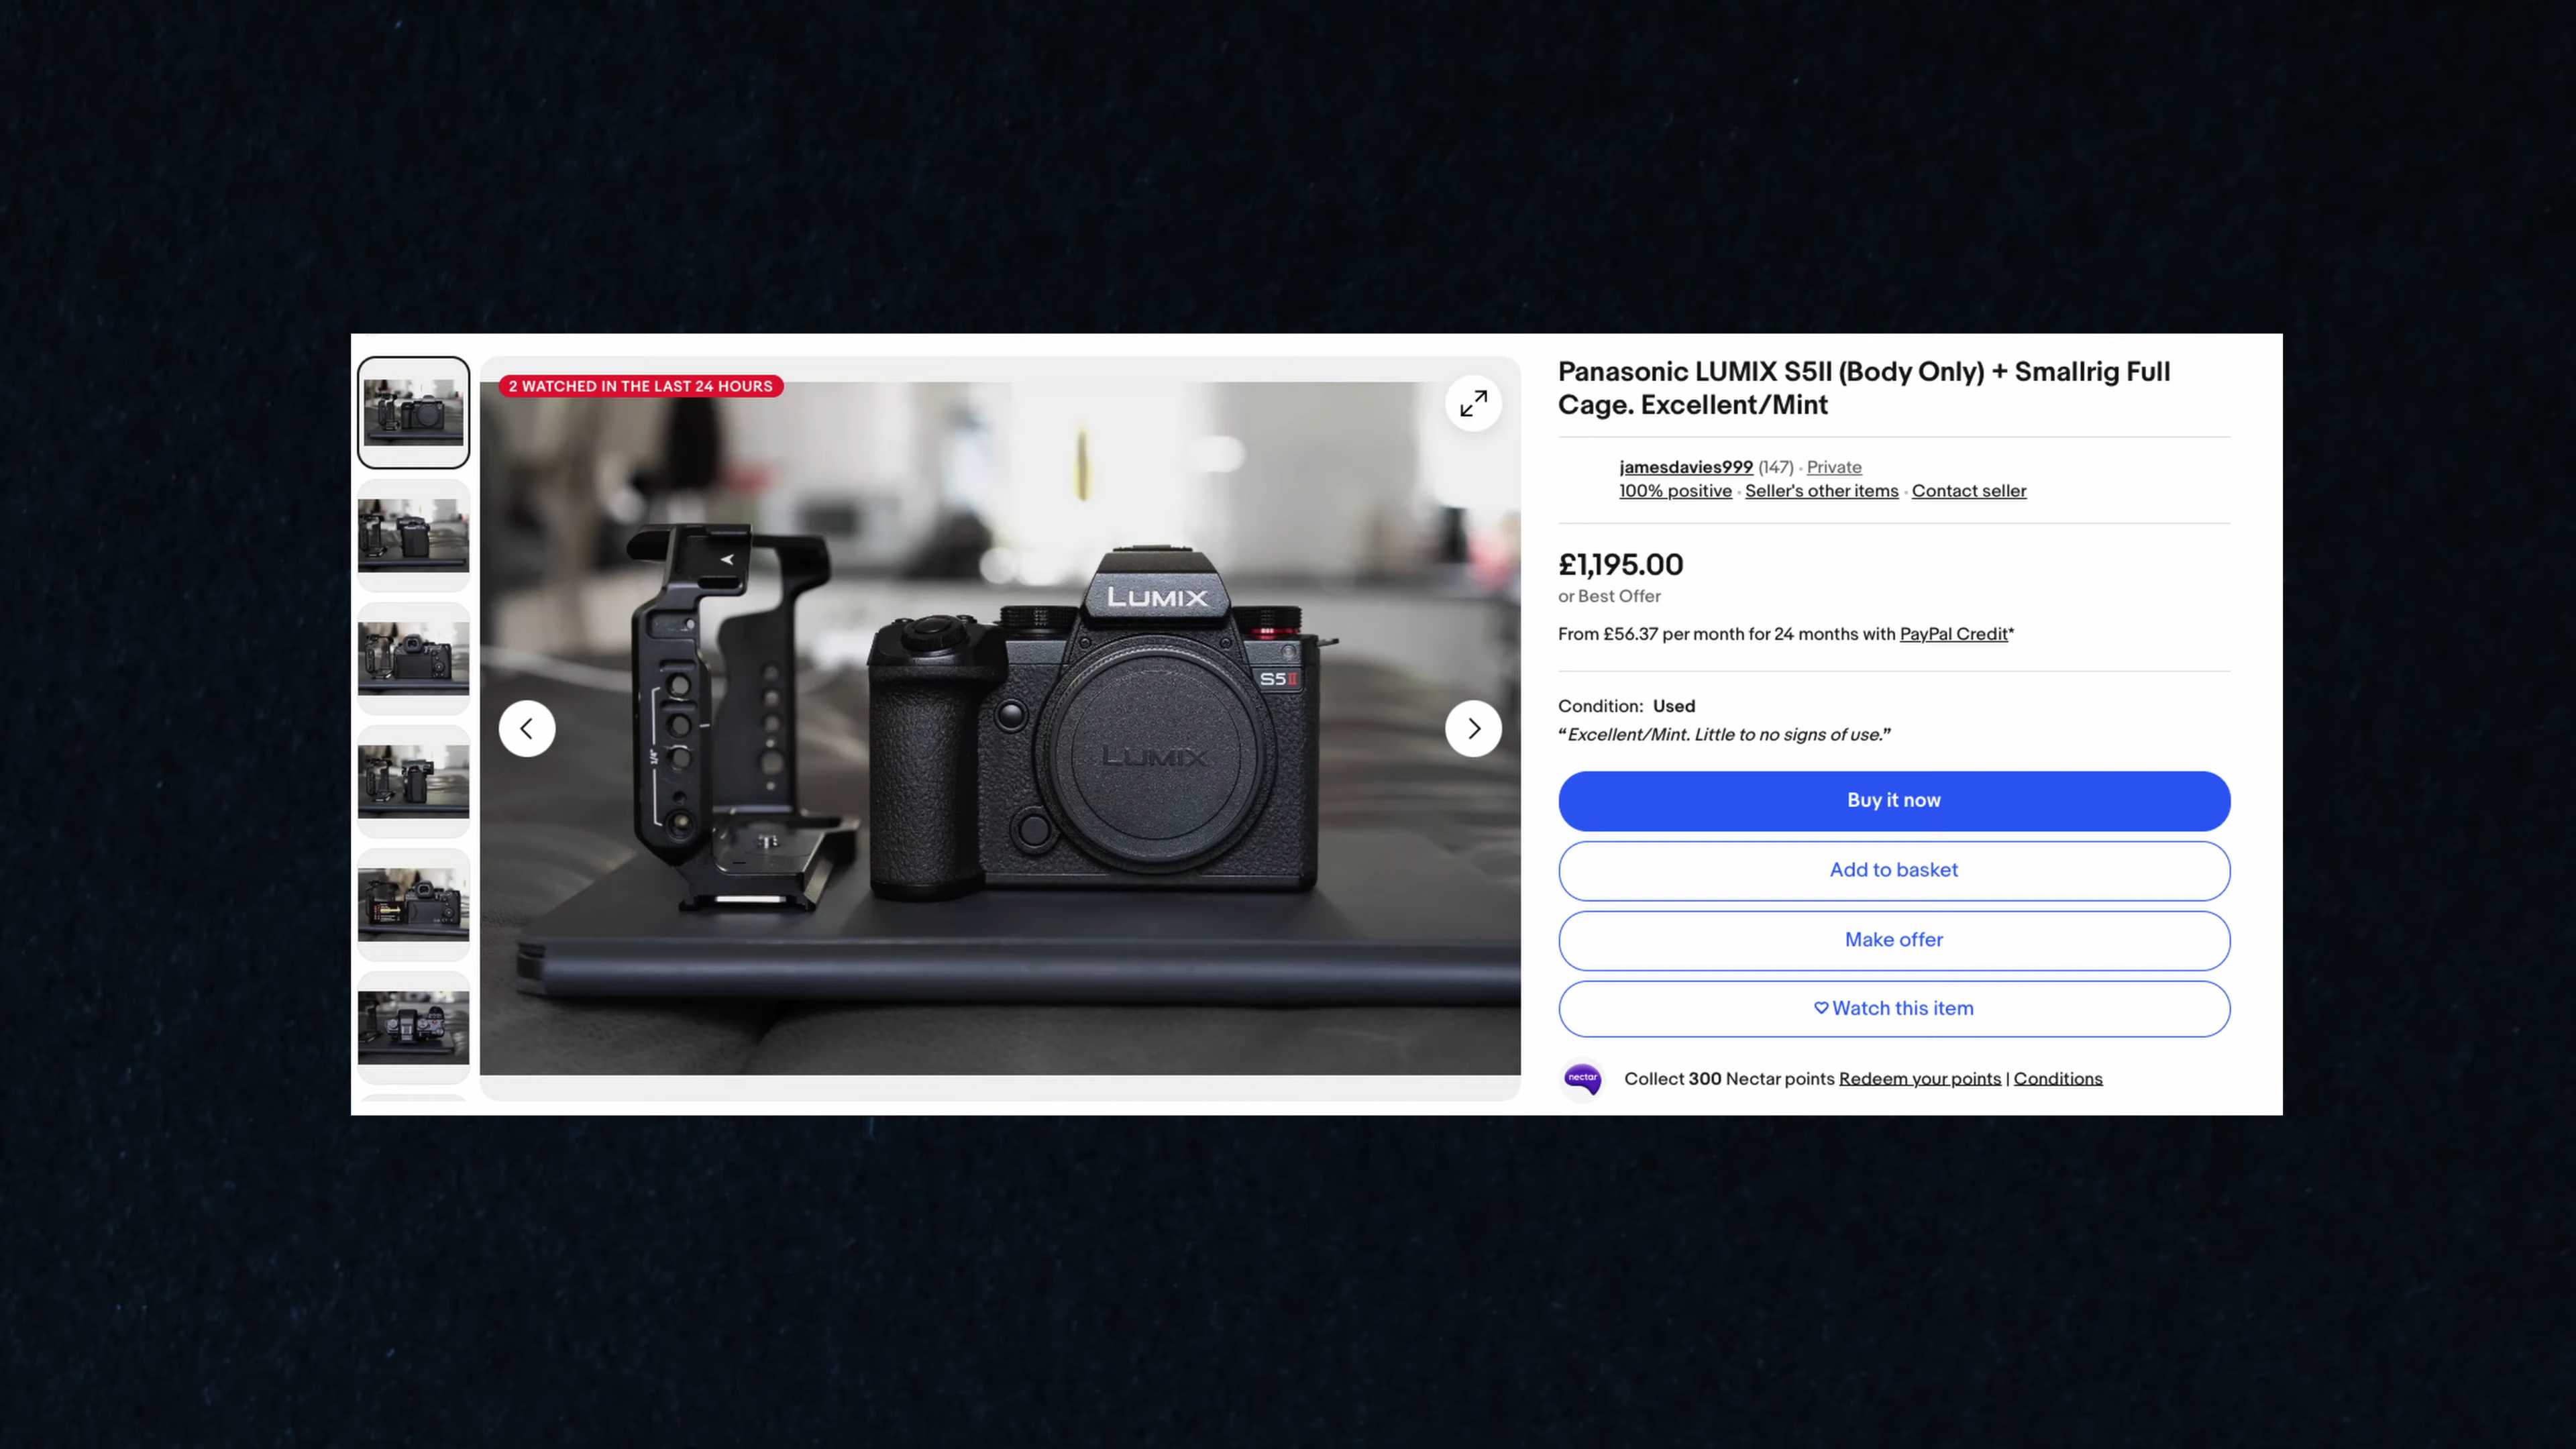 2 WATCHED IN THE LAST 24 HOURS
LUMIX
S5II
LUMIX
1/4"
Panasonic LUMIX S5II (Body Only) + Smallrig Full
Cage. Excellent/Mint
jamesdavies999 (147) · Private
100% positive · Seller's other items · Contact seller
£1,195.00
or Best Offer
From £56.37 per month for 24 months with PayPal Credit*
Condition: Used
“Excellent/Mint. Little to no signs of use.”
Buy it now
Add to basket
Make offer
Watch this item
nectar
Collect 300 Nectar points Redeem your points | Conditions